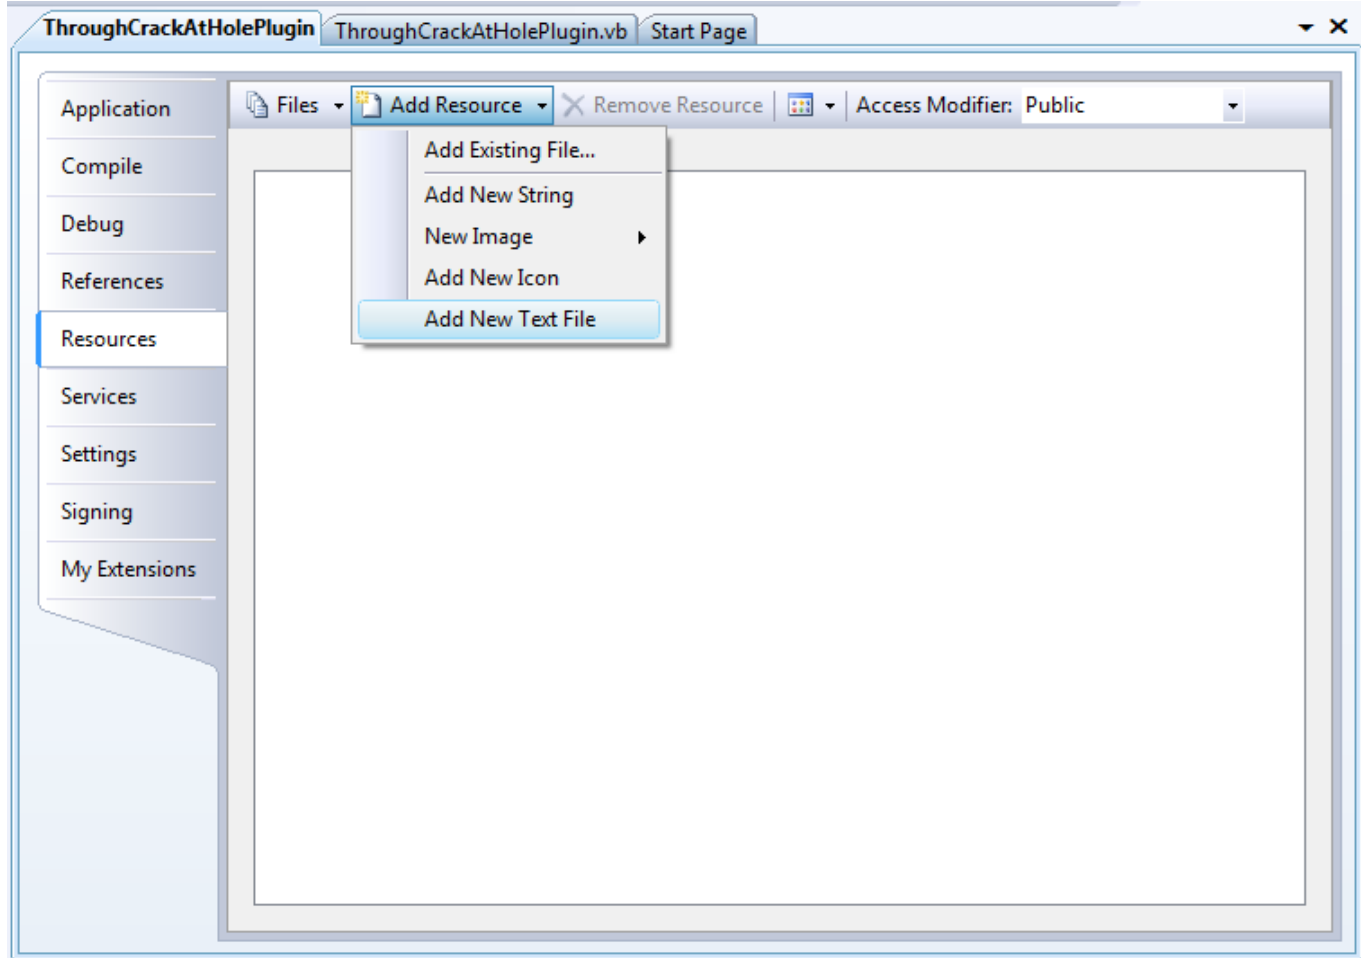 ThroughCrackAtHolePlugin ThroughCrackAtHolePlugin.vb Start Page
Application
Compile
Debug
References
Resources
Services
Settings
Signing
My Extensions
Files Add Resource Remove Resource Access Modifier: Public
Add Existing File...
Add New String
New Image
Add New Icon
Add New Text File